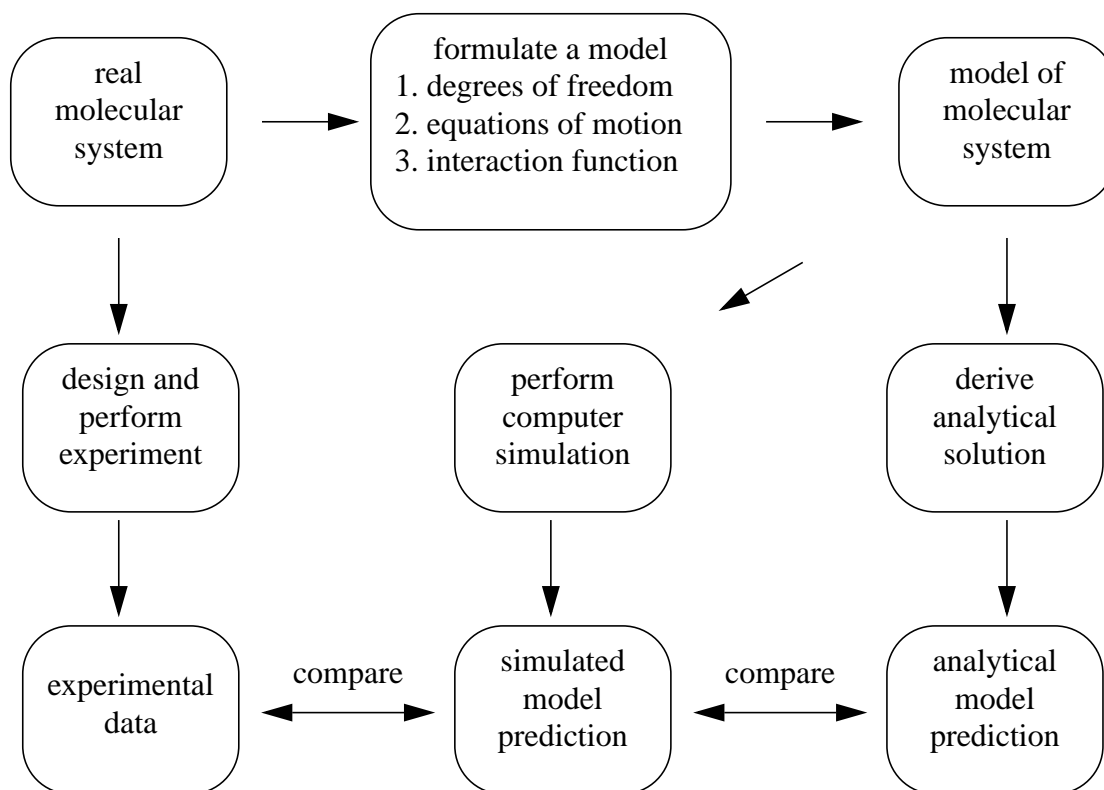 real
molecular
system
formulate a model
1. degrees of freedom
2. equations of motion
3. interaction function
model of
molecular
system
design and
perform
experiment
perform
computer
simulation
derive
analytical
solution
experimental
data
compare
simulated
model
prediction
compare
analytical
model
prediction